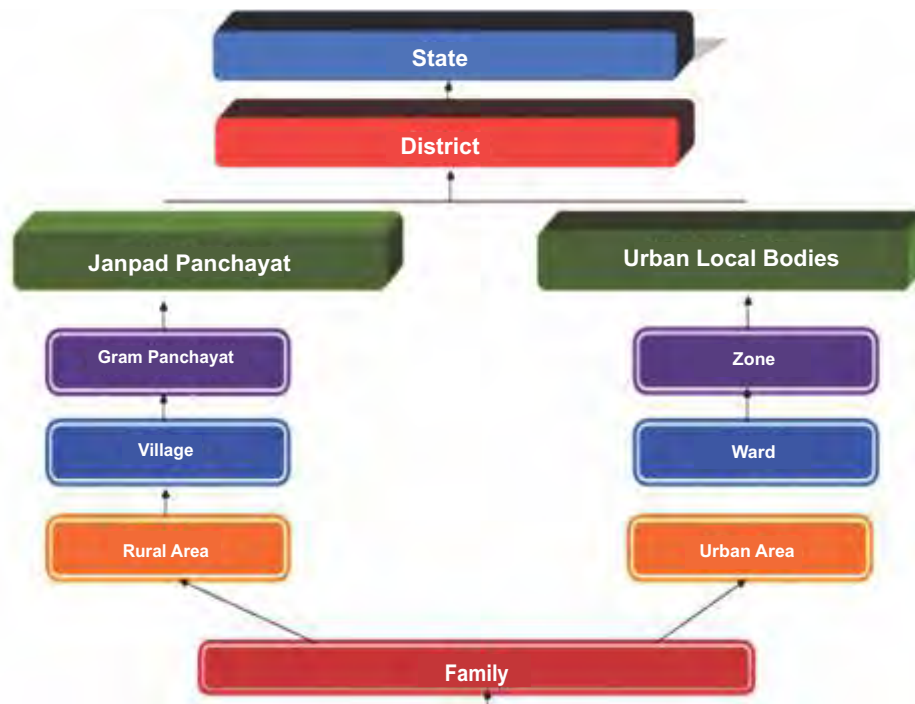 State
District
Janpad Panchayat
Urban Local Bodies
Gram Panchayat
Zone
Village
Ward
Rural Area
Urban Area
Family